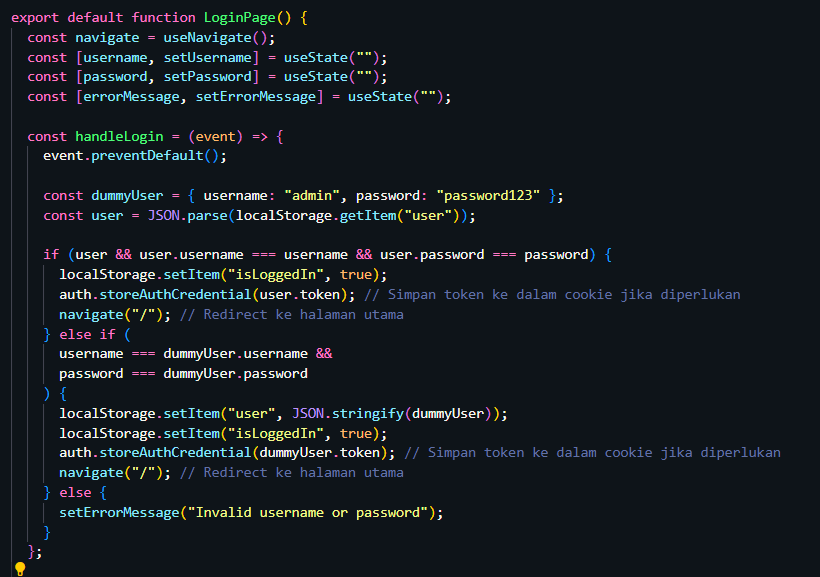 export default function LoginPage() {
  const navigate = useNavigate();
  const [username, setUsername] = useState("");
  const [password, setPassword] = useState("");
  const [errorMessage, setErrorMessage] = useState("");

  const handleLogin = (event) => {
    event.preventDefault();

    const dummyUser = { username: "admin", password: "password123" };
    const user = JSON.parse(localStorage.getItem("user"));

    if (user && user.username === username && user.password === password) {
      localStorage.setItem("isLoggedIn", true);
      auth.storeAuthCredential(user.token); // Simpan token ke dalam cookie jika diperlukan
      navigate("/"); // Redirect ke halaman utama
    } else if (
      username === dummyUser.username &&
      password === dummyUser.password
    ) {
      localStorage.setItem("user", JSON.stringify(dummyUser));
      localStorage.setItem("isLoggedIn", true);
      auth.storeAuthCredential(dummyUser.token); // Simpan token ke dalam cookie jika diperlukan
      navigate("/"); // Redirect ke halaman utama
    } else {
      setErrorMessage("Invalid username or password");
    }
  };